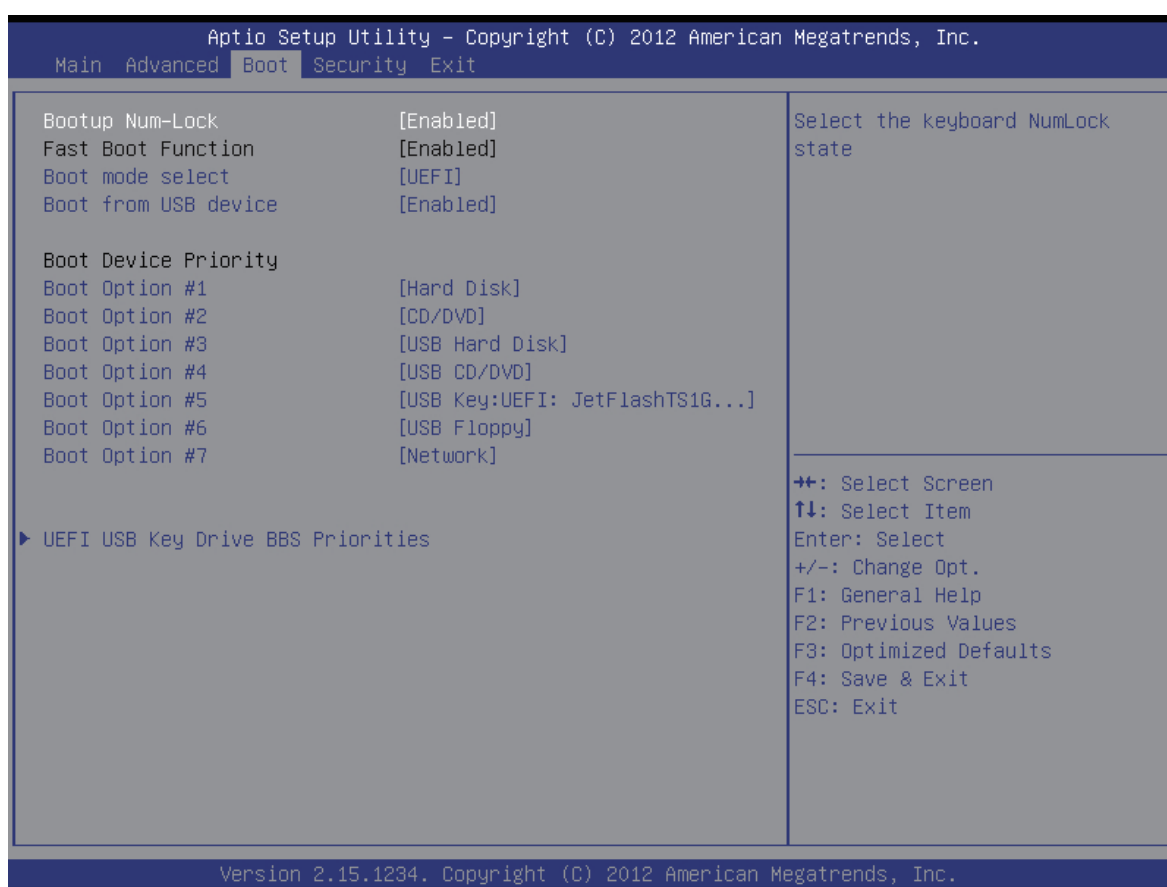 Aptio Setup Utility – Copyright (C) 2012 American Megatrends, Inc.
Main Advanced Boot Security Exit
Bootup Num-Lock [Enabled]
Fast Boot Function [Enabled]
Boot mode select [UEFI]
Boot from USB device [Enabled]
Boot Device Priority
Boot Option #1 [Hard Disk]
Boot Option #2 [CD/DVD]
Boot Option #3 [USB Hard Disk]
Boot Option #4 [USB CD/DVD]
Boot Option #5 [USB Key:UEFI: JetFlashTS1G...]
Boot Option #6 [USB Floppy]
Boot Option #7 [Network]
▶ UEFI USB Key Drive BBS Priorities
Select the keyboard NumLock
state
→←: Select Screen
↑↓: Select Item
Enter: Select
+/-: Change Opt.
F1: General Help
F2: Previous Values
F3: Optimized Defaults
F4: Save & Exit
ESC: Exit
Version 2.15.1234. Copyright (C) 2012 American Megatrends, Inc.